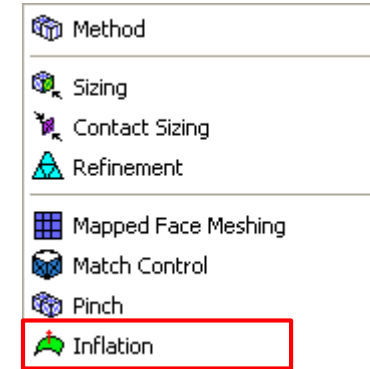 Method
Sizing
Contact Sizing
Refinement
Mapped Face Meshing
Match Control
Pinch
Inflation